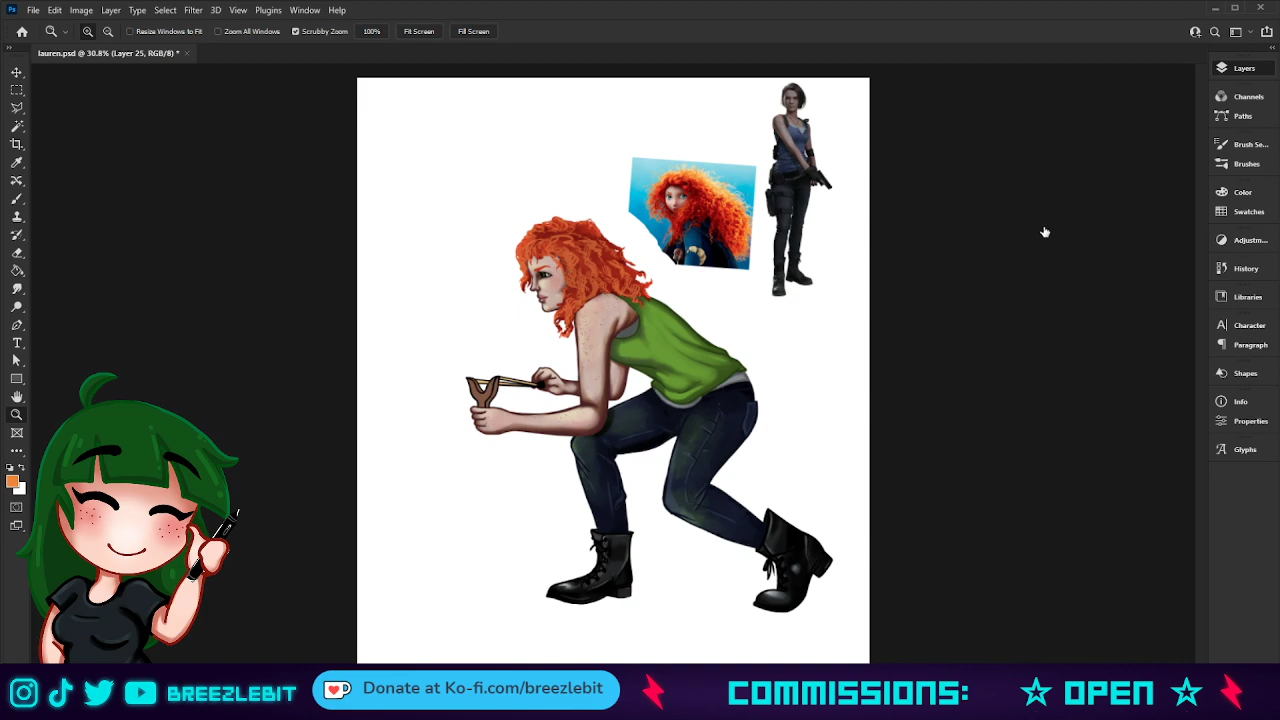 Ps File Edit Image Layer Type Select Filter 3D View Plugins Window Help
Resize Windows to Fit Zoom All Windows Scrubby Zoom 100% Fit Screen Fill Screen
lauren.psd @ 30.8% (Layer 25, RGB/8) * ×
Layers
Channels
Paths
Brush Se...
Brushes
Color
Swatches
Adjustm...
History
Libraries
Character
Paragraph
Shapes
Info
Properties
Glyphs
BREEZLEBIT Donate at Ko-fi.com/breezlebit COMMISSIONS: OPEN